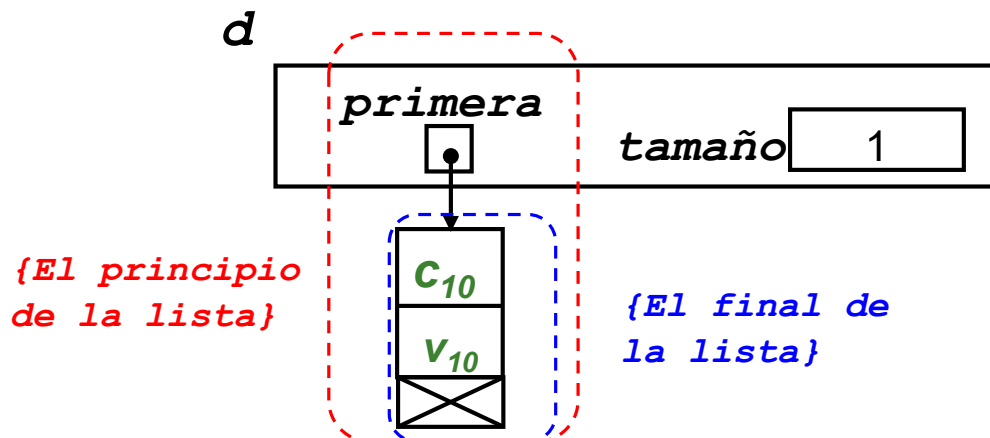 d
primera
tamaño 1
{El principio
de la lista}
c10
v10
{El final de
la lista}